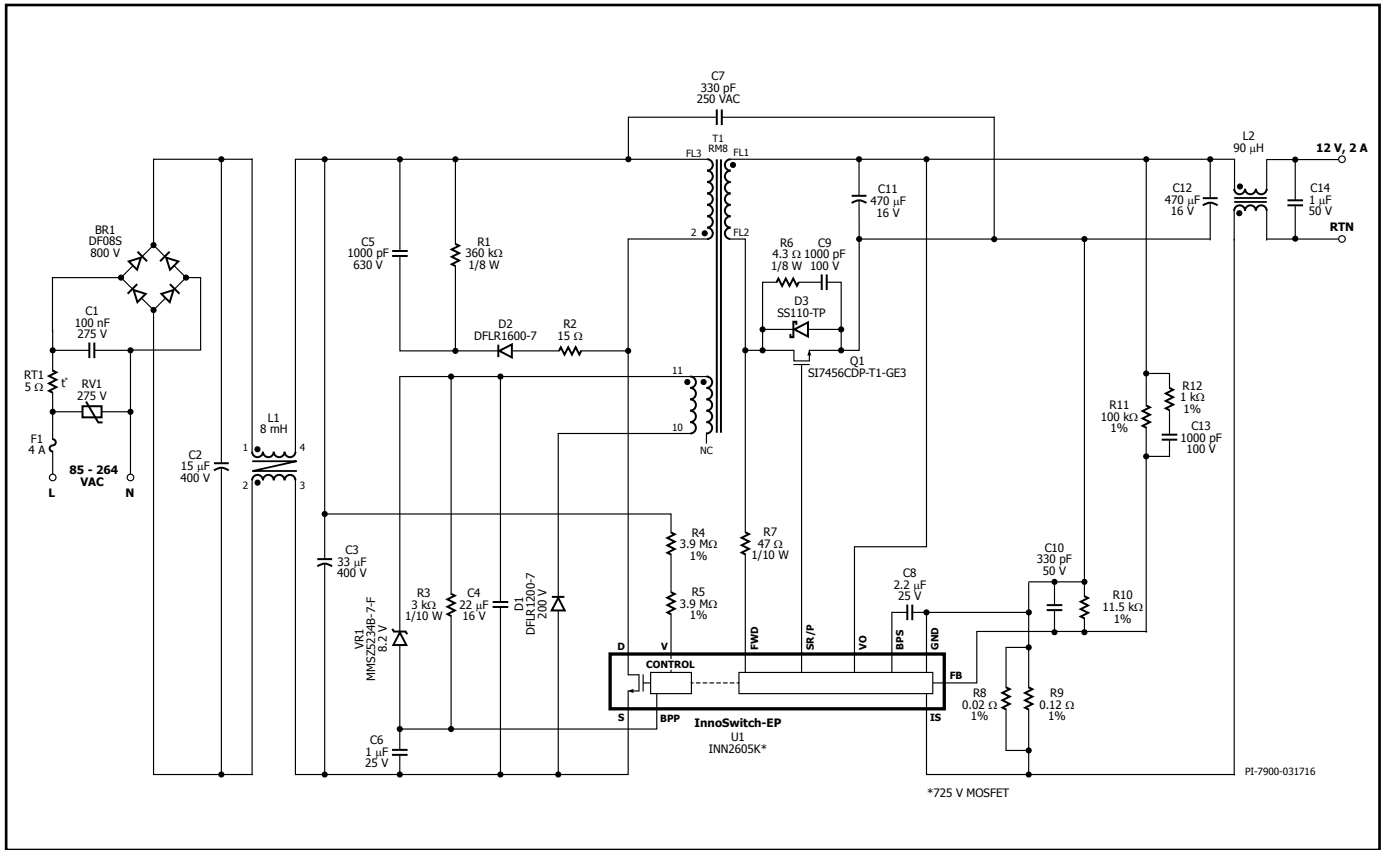 C7
330 pF
250 VAC
T1
RM8
FL3
FL1
2
FL2
L2
90 µH
12 V, 2 A
C14
1 µF
50 V
RTN
C12
470 µF
16 V
C11
470 µF
16 V
BR1
DF08S
800 V
C5
1000 pF
630 V
R1
360 kΩ
1/8 W
R6
4.3 Ω
1/8 W
C9
1000 pF
100 V
D3
SS110-TP
D2
DFLR1600-7
R2
15 Ω
Q1
SI7456CDP-T1-GE3
C1
100 nF
275 V
RT1
5 Ω
t°
RV1
275 V
F1
4 A
85 - 264
VAC
L
N
C2
15 µF
400 V
L1
8 mH
1
4
2
3
11
10
NC
R11
100 kΩ
1%
R12
1 kΩ
1%
C13
1000 pF
100 V
C3
33 µF
400 V
R3
3 kΩ
1/10 W
C4
22 µF
16 V
VR1
MMSZ5234B-7-F
8.2 V
D1
DFLR1200-7
200 V
R4
3.9 MΩ
1%
R5
3.9 MΩ
1%
R7
47 Ω
1/10 W
C8
2.2 µF
25 V
C10
330 pF
50 V
R10
11.5 kΩ
1%
D
V
FWD
SR/P
VO
BPS
GND
CONTROL
FB
S
BPP
IS
InnoSwitch-EP
U1
INN2605K*
R8
0.02 Ω
1%
R9
0.12 Ω
1%
C6
1 µF
25 V
PI-7900-031716
*725 V MOSFET